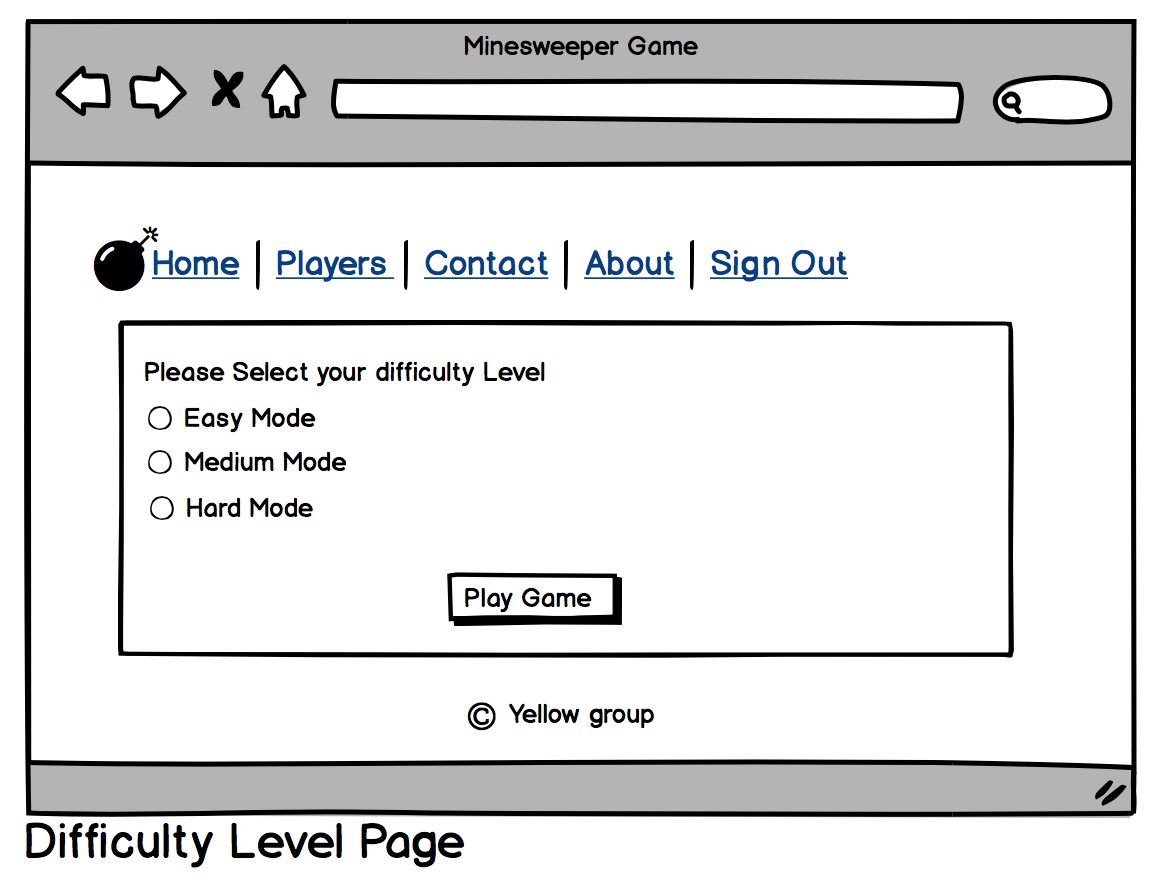 Minesweeper Game
Home Players Contact About Sign Out
Please Select your difficulty Level
Easy Mode
Medium Mode
Hard Mode
Play Game
© Yellow group
Difficulty Level Page